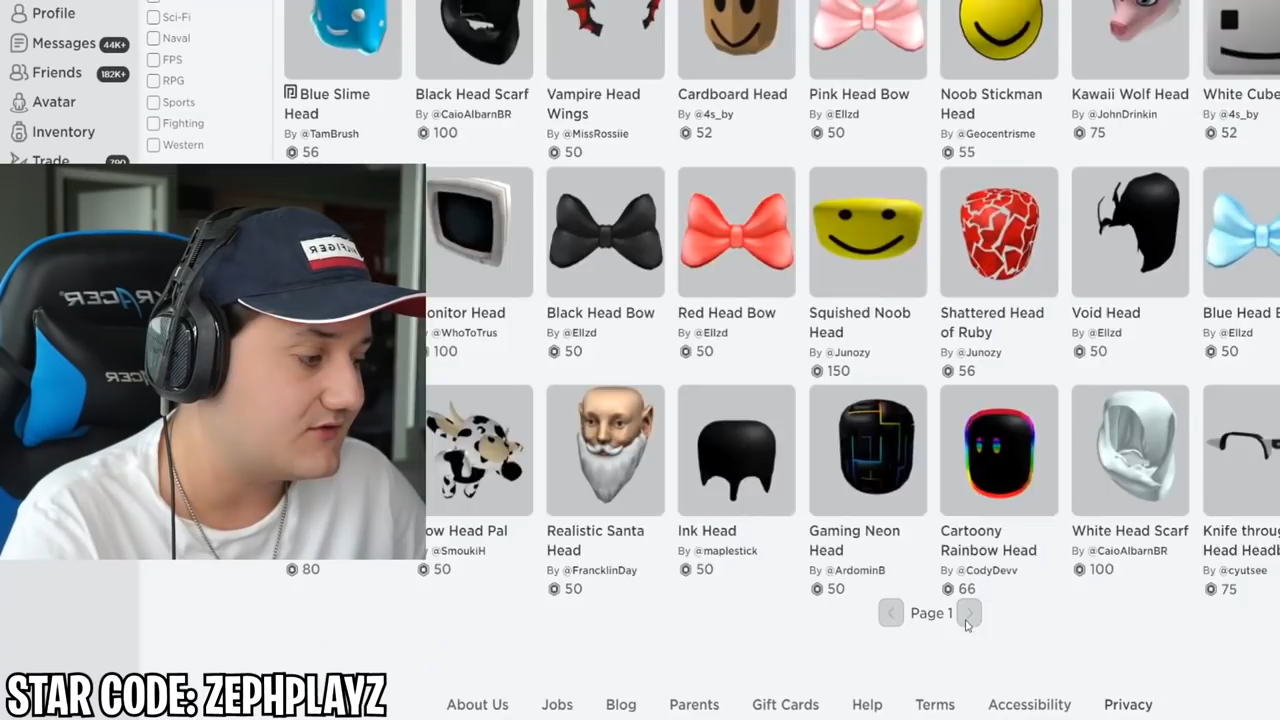 Profile
Messages 44K+
Friends 182K+
Avatar
Inventory
Trade 790
Sci-Fi
Naval
FPS
RPG
Sports
Fighting
Western
Blue Slime Head
By @TamBrush
56
Black Head Scarf
By @CaioAlbarnBR
100
Vampire Head Wings
By @MissRossiie
50
Cardboard Head
By @4s_by
52
Pink Head Bow
By @Ellzd
50
Noob Stickman Head
By @Geocentrisme
55
Kawaii Wolf Head
By @JohnDrinkin
75
White Cube
By @4s_by
52
onitor Head
@WhoToTrus
100
Black Head Bow
By @Ellzd
50
Red Head Bow
By @Ellzd
50
Squished Noob Head
By @Junozy
150
Shattered Head of Ruby
By @Junozy
56
Void Head
By @Ellzd
50
Blue Head B
By @Ellzd
50
80
ow Head Pal
@SmoukiH
50
Realistic Santa Head
By @FrancklinDay
50
Ink Head
By @maplestick
50
Gaming Neon Head
By @ArdominB
50
Cartoony Rainbow Head
By @CodyDevv
66
White Head Scarf
By @CaioAlbarnBR
100
Knife through Head Headb
By @cyutsee
75
Page 1
STAR CODE: ZEPHPLAYZ
About Us Jobs Blog Parents Gift Cards Help Terms Accessibility Privacy